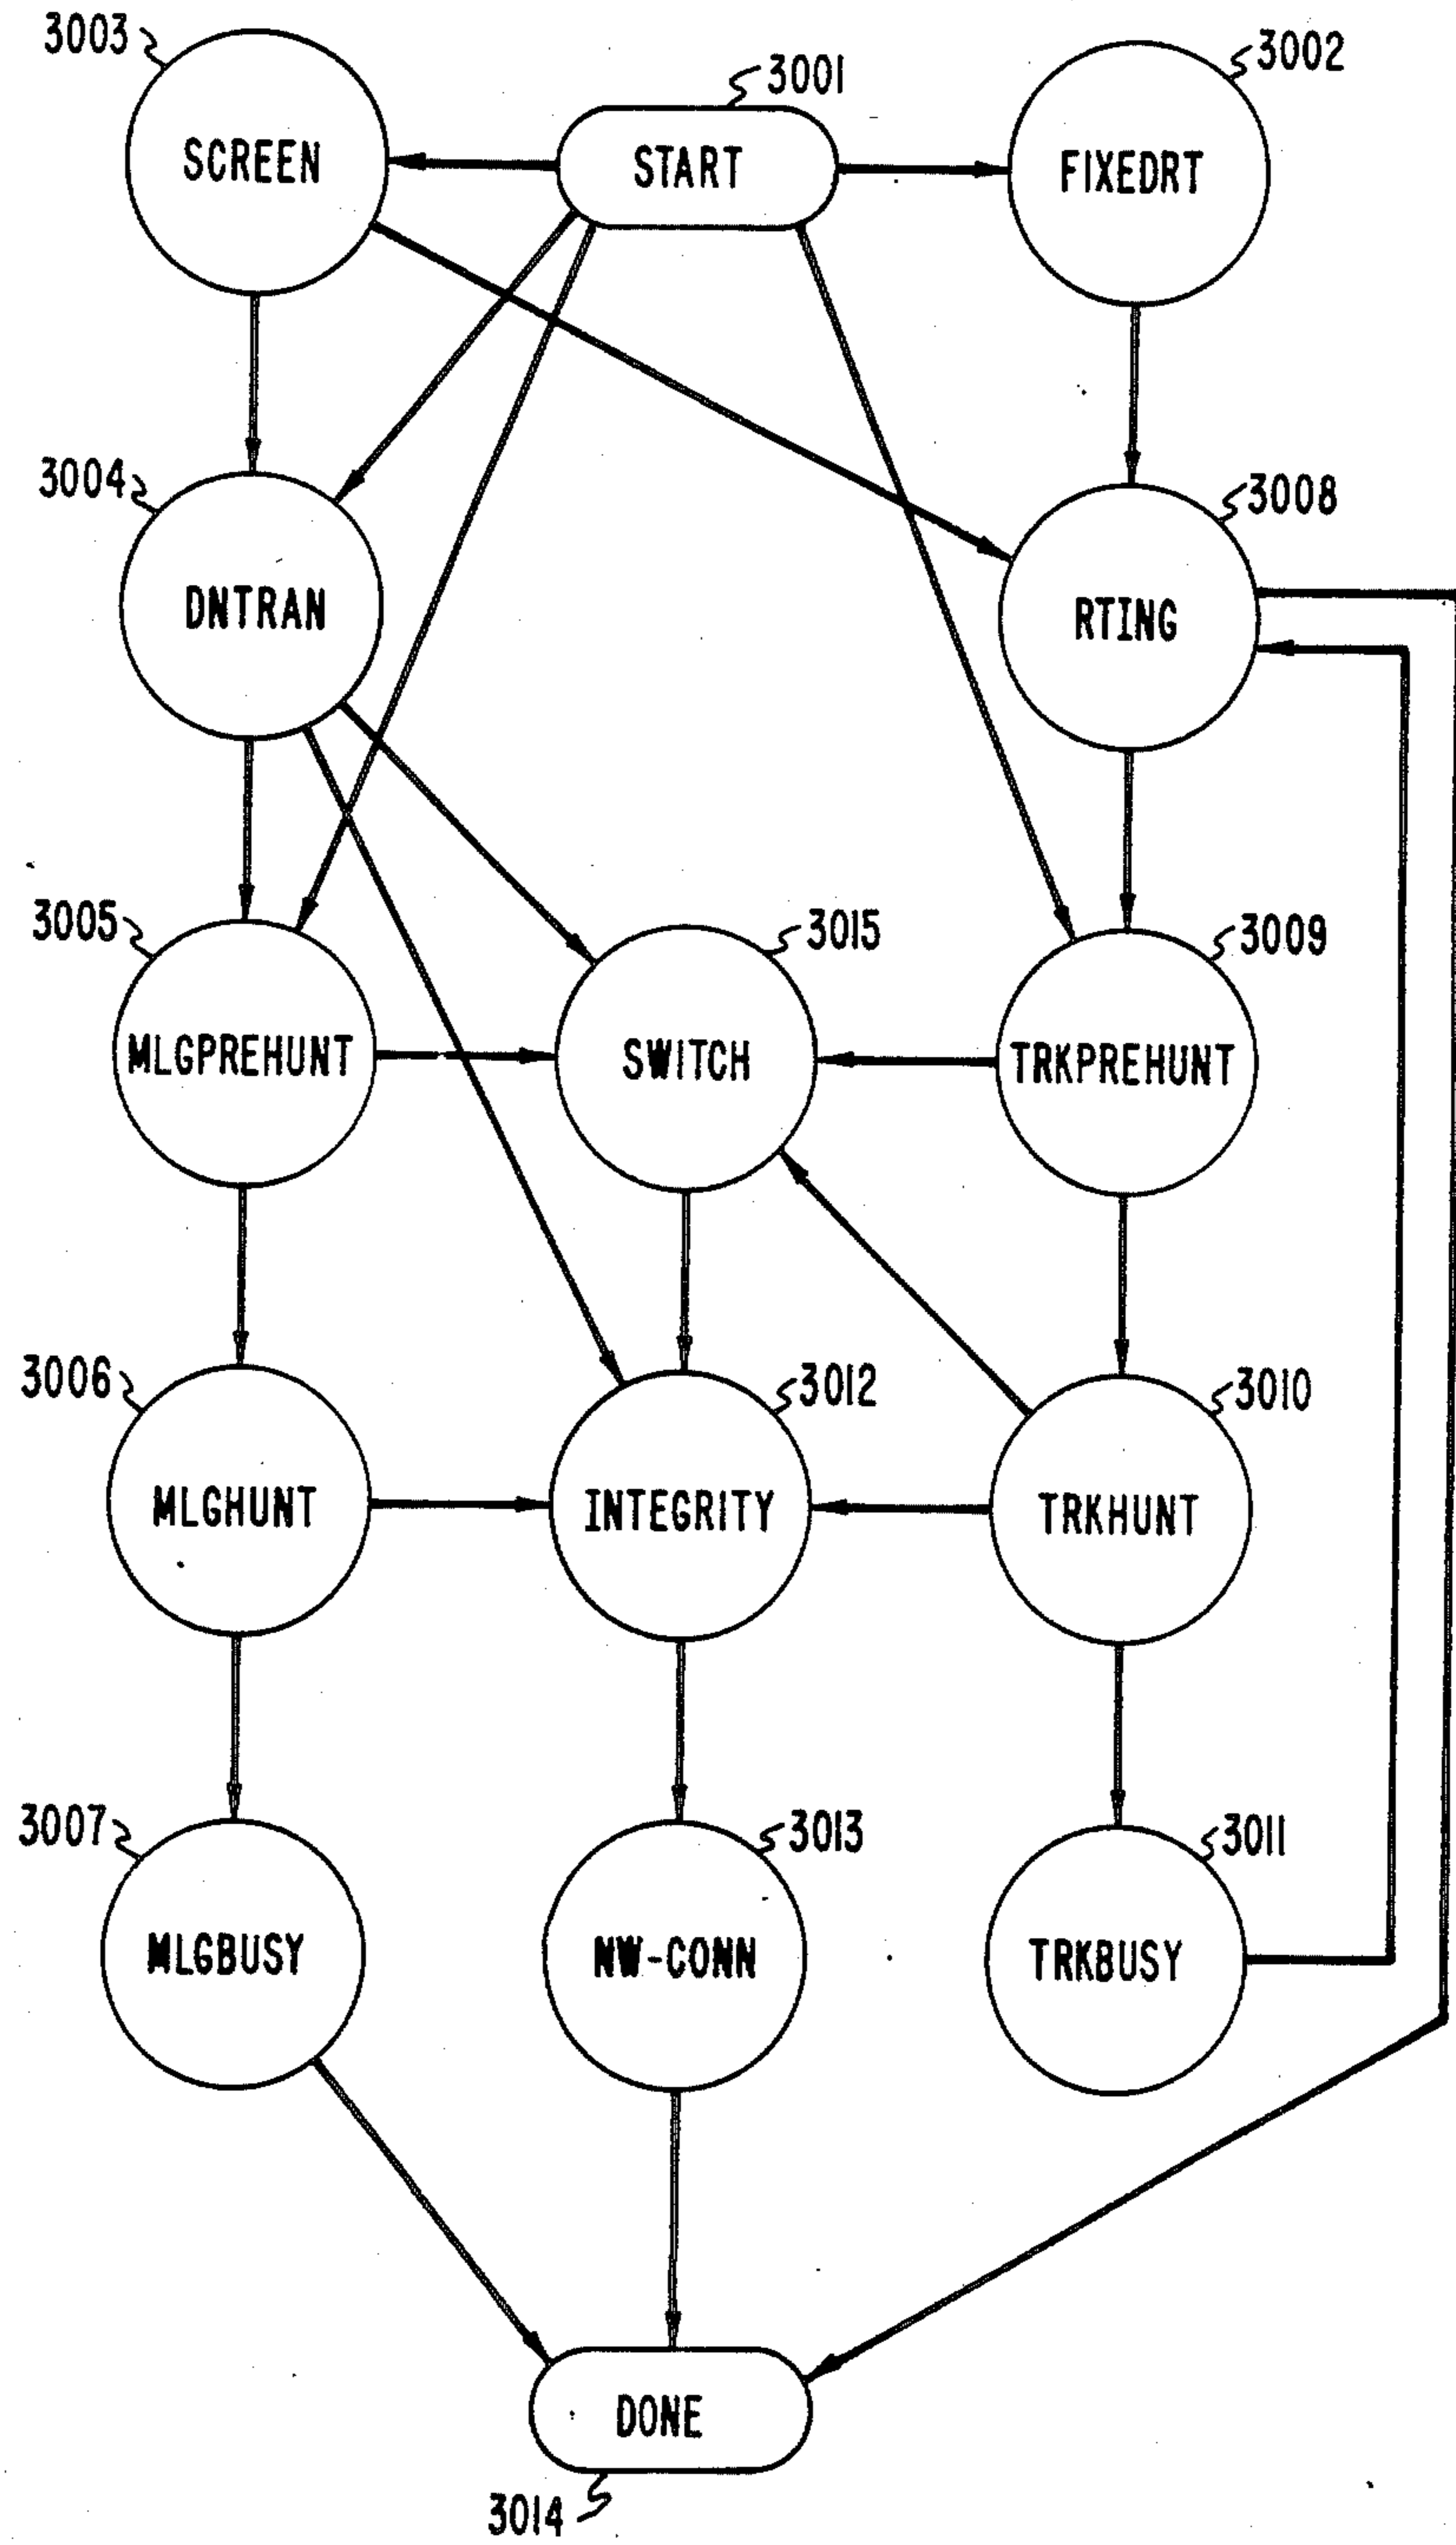 3003
3001
3002
SCREEN
START
FIXEDRT
3004
3008
DNTRAN
RTING
3005
3015
3009
MLGPREHUNT
SWITCH
TRKPREHUNT
3006
3012
3010
MLGHUNT
INTEGRITY
TRKHUNT
3007
3013
3011
MLGBUSY
NW-CONN
TRKBUSY
DONE
3014